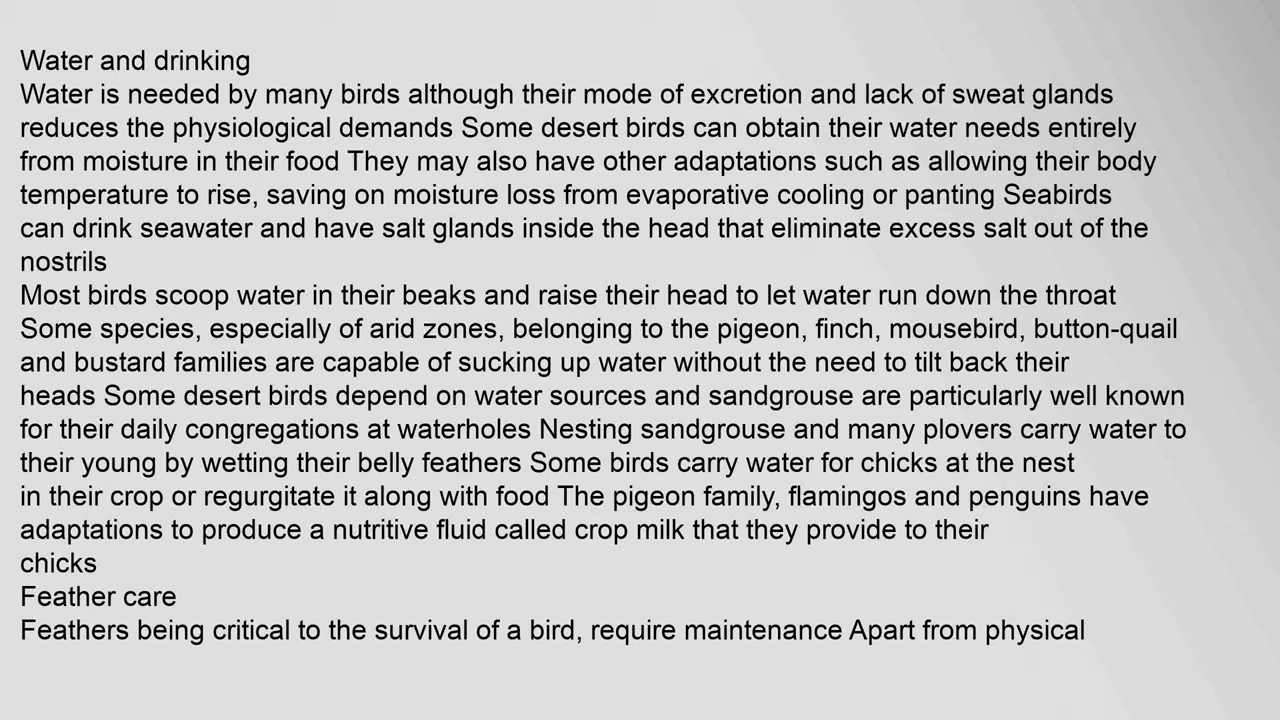 Water and drinking
Water is needed by many birds although their mode of excretion and lack of sweat glands
reduces the physiological demands Some desert birds can obtain their water needs entirely
from moisture in their food They may also have other adaptations such as allowing their body
temperature to rise, saving on moisture loss from evaporative cooling or panting Seabirds
can drink seawater and have salt glands inside the head that eliminate excess salt out of the
nostrils
Most birds scoop water in their beaks and raise their head to let water run down the throat
Some species, especially of arid zones, belonging to the pigeon, finch, mousebird, button-quail
and bustard families are capable of sucking up water without the need to tilt back their
heads Some desert birds depend on water sources and sandgrouse are particularly well known
for their daily congregations at waterholes Nesting sandgrouse and many plovers carry water to
their young by wetting their belly feathers Some birds carry water for chicks at the nest
in their crop or regurgitate it along with food The pigeon family, flamingos and penguins have
adaptations to produce a nutritive fluid called crop milk that they provide to their
chicks
Feather care
Feathers being critical to the survival of a bird, require maintenance Apart from physical